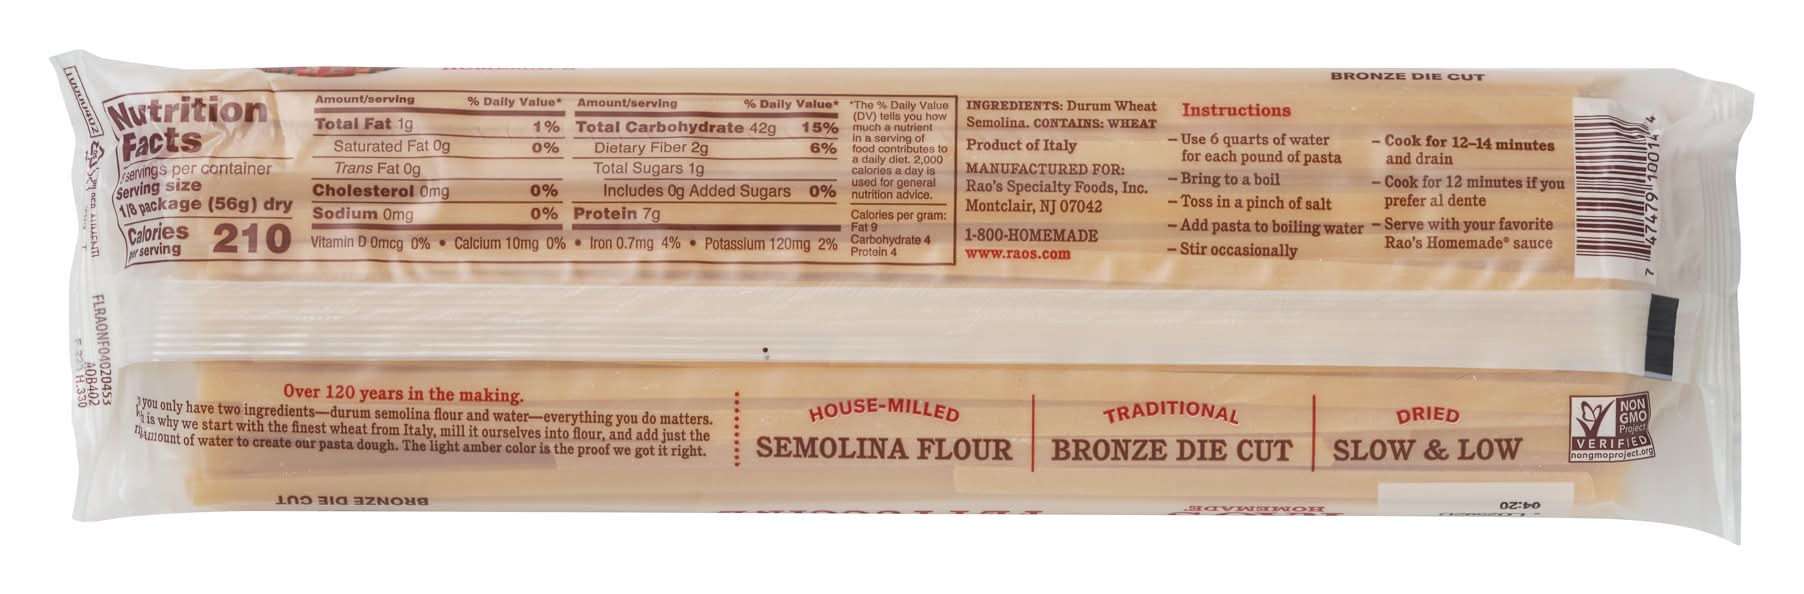 BRONZE DIE CUT
Nutrition
Facts
servings per container
Serving size
1/8 package (56g) dry
Calories
per serving
210
Amount/serving % Daily Value*
Total Fat 1g 1%
Saturated Fat 0g 0%
Trans Fat 0g
Cholesterol 0mg 0%
Sodium 0mg 0%
Amount/serving % Daily Value*
Total Carbohydrate 42g 15%
Dietary Fiber 2g 6%
Total Sugars 1g
Includes 0g Added Sugars 0%
Protein 7g
Vitamin D 0mcg 0% • Calcium 10mg 0% • Iron 0.7mg 4% • Potassium 120mg 2%
*The % Daily Value
(DV) tells you how
much a nutrient
in a serving of
food contributes to
a daily diet. 2,000
calories a day is
used for general
nutrition advice.
Calories per gram:
Fat 9
Carbohydrate 4
Protein 4
INGREDIENTS: Durum Wheat
Semolina. CONTAINS: WHEAT
Product of Italy
MANUFACTURED FOR:
Rao's Specialty Foods, Inc.
Montclair, NJ 07042
1-800-HOMEMADE
www.raos.com
Instructions
- Use 6 quarts of water
for each pound of pasta
- Bring to a boil
- Toss in a pinch of salt
- Add pasta to boiling water
- Stir occasionally
- Cook for 12-14 minutes
and drain
- Cook for 12 minutes if you
prefer al dente
- Serve with your favorite
Rao's Homemade® sauce
7 47479 10014 4
FLRAONF04020453
A0B402
Over 120 years in the making.
you only have two ingredients—durum semolina flour and water—everything you do matters.
is why we start with the finest wheat from Italy, mill it ourselves into flour, and add just the
amount of water to create our pasta dough. The light amber color is the proof we got it right.
HOUSE-MILLED
SEMOLINA FLOUR
TRADITIONAL
BRONZE DIE CUT
DRIED
SLOW & LOW
NON
GMO
Project
VERIFIED
nongmoproject.org
BRONZE DIE CUT
HOMEMADE
04:20